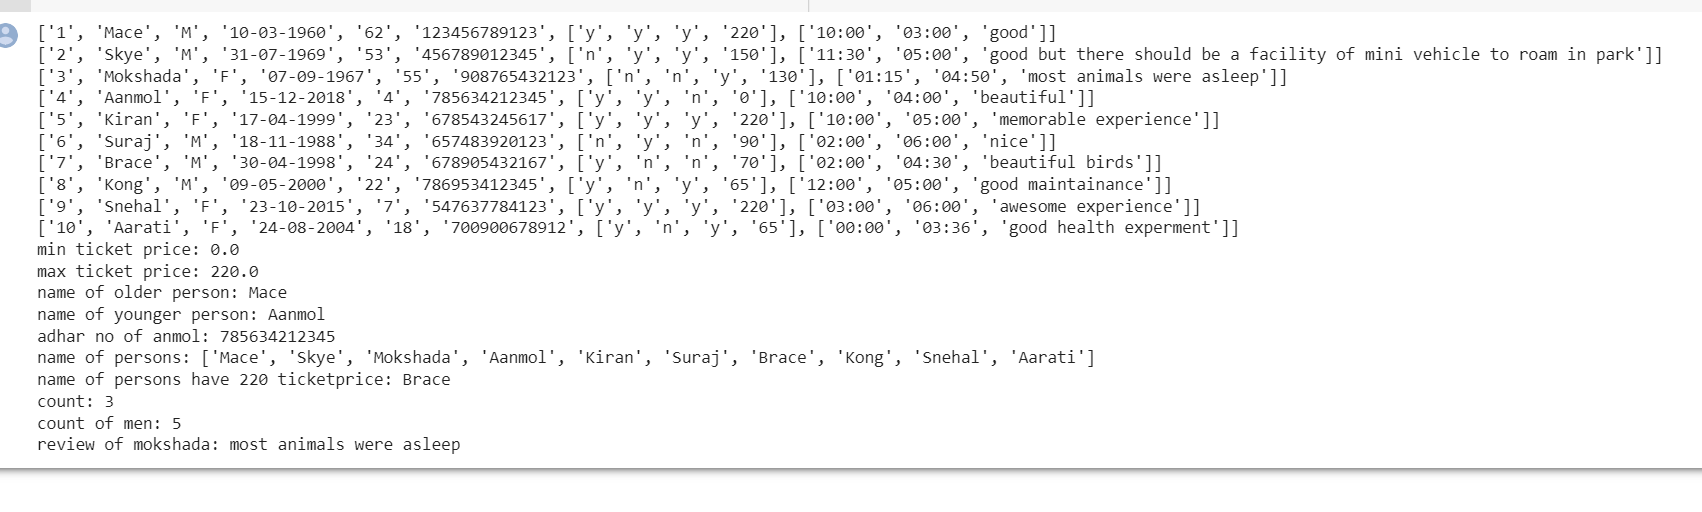 ['1', 'Mace', 'M', '10-03-1960', '62', '123456789123', ['y', 'y', 'y', '220'], ['10:00', '03:00', 'good']]
['2', 'Skye', 'M', '31-07-1969', '53', '456789012345', ['n', 'y', 'y', '150'], ['11:30', '05:00', 'good but there should be a facility of mini vehicle to roam in park']]
['3', 'Mokshada', 'F', '07-09-1967', '55', '908765432123', ['n', 'n', 'y', '130'], ['01:15', '04:50', 'most animals were asleep']]
['4', 'Aanmol', 'F', '15-12-2018', '4', '785634212345', ['y', 'y', 'n', '0'], ['10:00', '04:00', 'beautiful']]
['5', 'Kiran', 'F', '17-04-1999', '23', '678543245617', ['y', 'y', 'y', '220'], ['10:00', '05:00', 'memorable experience']]
['6', 'Suraj', 'M', '18-11-1988', '34', '657483920123', ['n', 'y', 'n', '90'], ['02:00', '06:00', 'nice']]
['7', 'Brace', 'M', '30-04-1998', '24', '678905432167', ['y', 'n', 'n', '70'], ['02:00', '04:30', 'beautiful birds']]
['8', 'Kong', 'M', '09-05-2000', '22', '786953412345', ['y', 'n', 'y', '65'], ['12:00', '05:00', 'good maintainance']]
['9', 'Snehal', 'F', '23-10-2015', '7', '547637784123', ['y', 'y', 'y', '220'], ['03:00', '06:00', 'awesome experience']]
['10', 'Aarati', 'F', '24-08-2004', '18', '700900678912', ['y', 'n', 'y', '65'], ['00:00', '03:36', 'good health experment']]
min ticket price: 0.0
max ticket price: 220.0
name of older person: Mace
name of younger person: Aanmol
adhar no of anmol: 785634212345
name of persons: ['Mace', 'Skye', 'Mokshada', 'Aanmol', 'Kiran', 'Suraj', 'Brace', 'Kong', 'Snehal', 'Aarati']
name of persons have 220 ticketprice: Brace
count: 3
count of men: 5
review of mokshada: most animals were asleep